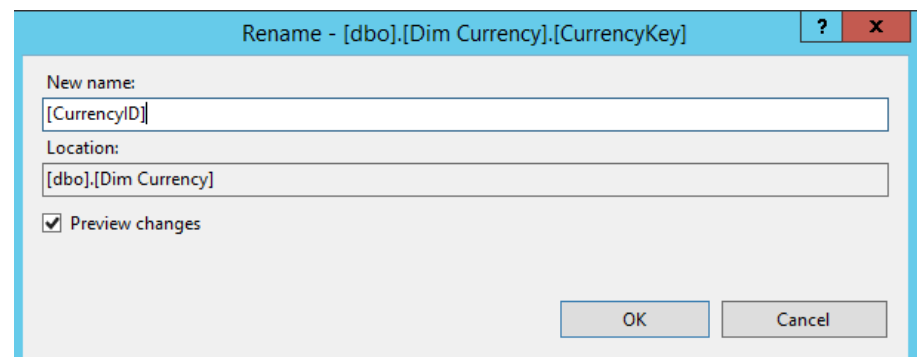 Rename - [dbo].[Dim Currency].[CurrencyKey]
? x
New name:
[CurrencyID]
Location:
[dbo].[Dim Currency]
Preview changes
OK Cancel